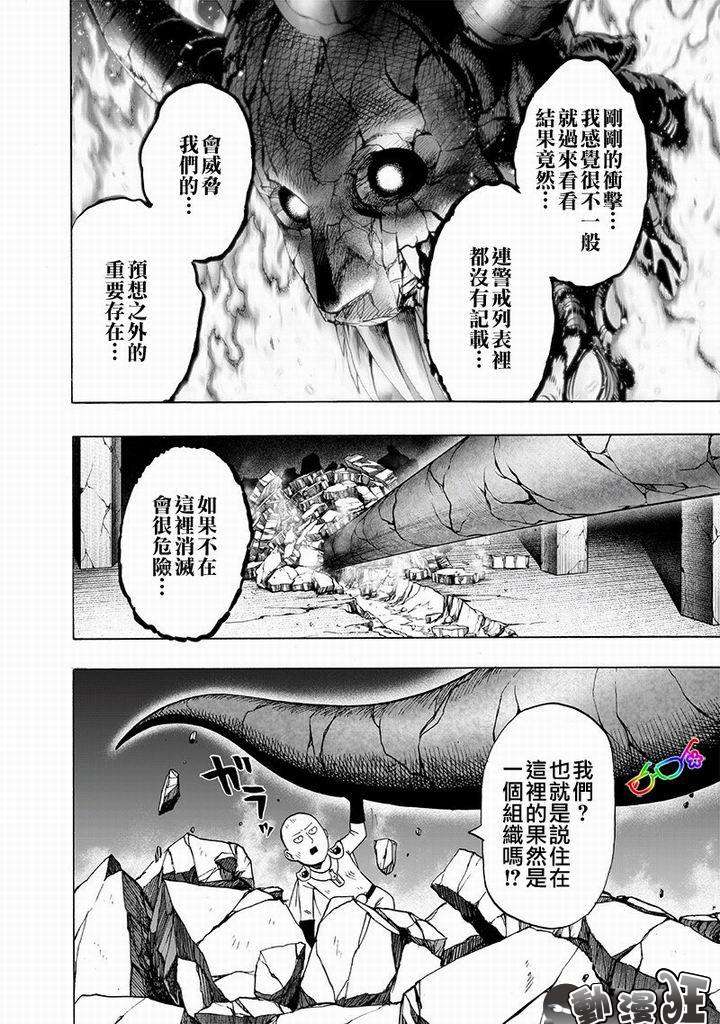 剛剛的衝擊…
我感覺很不一般
就過來看看
結果竟然…
連警戒列表裡
都沒有記載…
會威脅
我們的…
預想之外的
重要存在…
如果不在
這裡消滅
會很危險…
我們？
也就是説住在
這裡的果然是
一個組織嗎!?
ガラッ
動漫狂